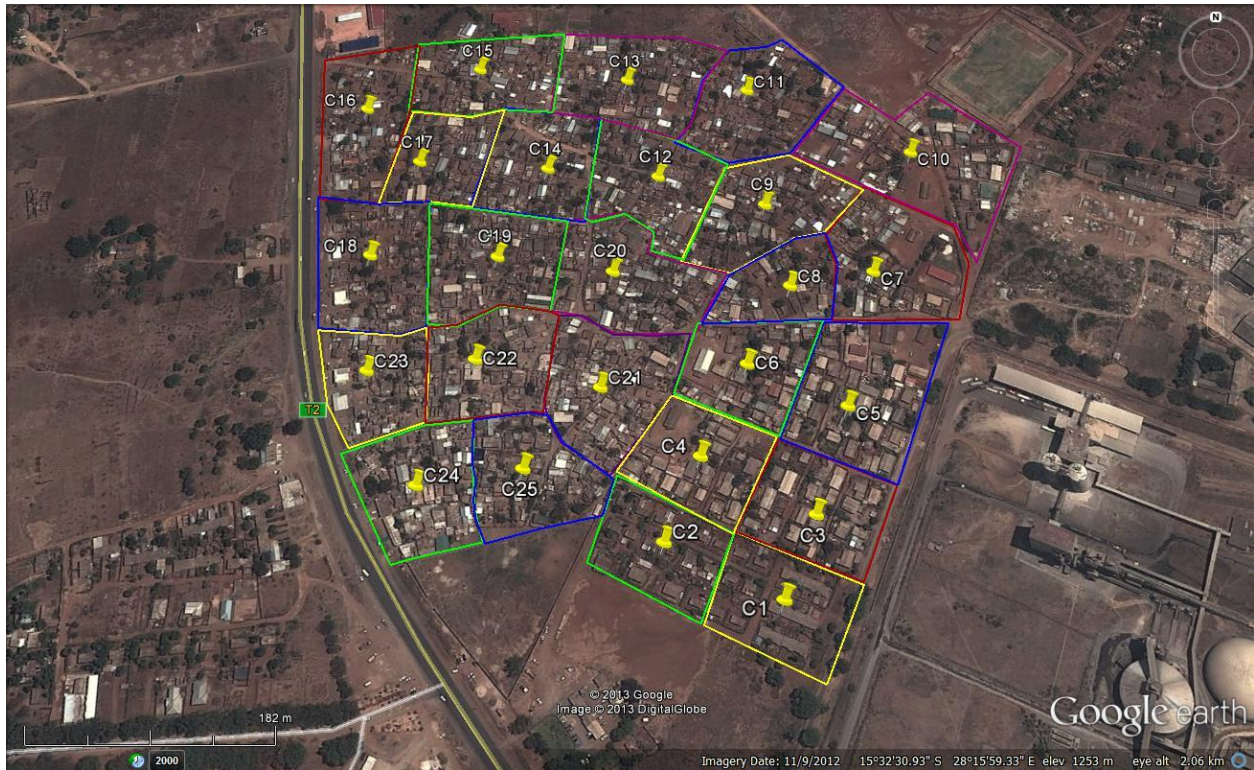 N
C15
C13
C11
C16
C10
C17
C14
C12
C9
C18
C19
C20
C8
C7
C23
C22
C6
C21
T2
C5
C4
C24
C25
C3
C2
C1
© 2013 Google
Image © 2013 DigitalGlobe
Google earth
182 m
2000
Imagery Date: 11/9/2012 15°32'30.93" S 28°15'59.33" E elev 1253 m eye alt 2.06 km